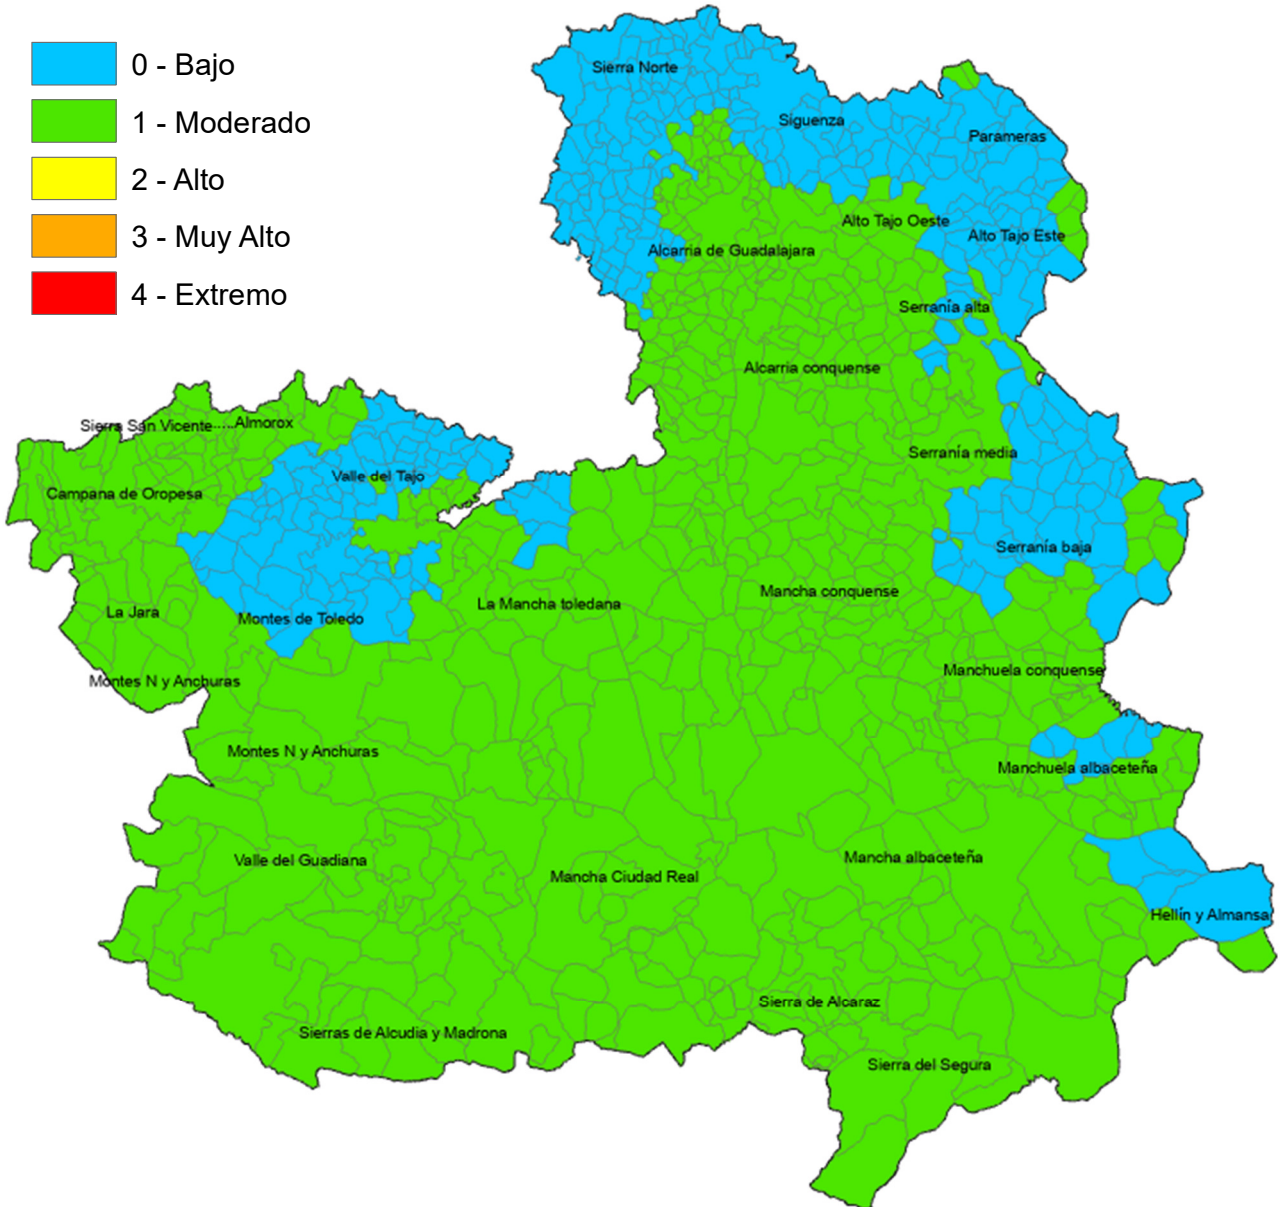 0 - Bajo
1 - Moderado
2 - Alto
3 - Muy Alto
4 - Extremo
Sierra Norte
Siguenza
Parameras
Alto Tajo Oeste
Alto Tajo Este
Alcarria de Guadalajara
Serranía alta
Alcarria conquense
Sierra San Vicente.....Almorox
Serranía media
Valle del Tajo
Campana de Oropesa
Serranía baja
Mancha conquense
La Mancha toledana
La Jara
Montes de Toledo
Manchuela conquense
Montes N y Anchuras
Montes N y Anchuras
Manchuela albaceteña
Mancha albaceteña
Valle del Guadiana
Mancha Ciudad Real
Hellín y Almansa
Sierra de Alcaraz
Sierras de Alcudia y Madrona
Sierra del Segura